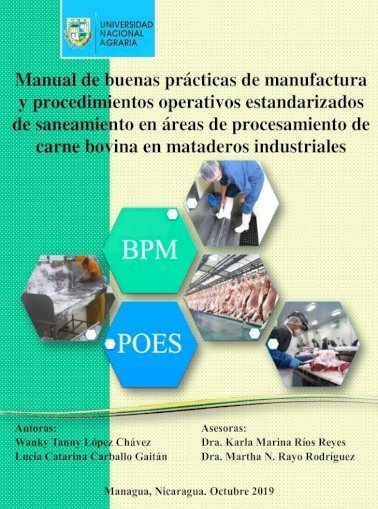 UNIVERSIDAD
NACIONAL
AGRARIA
Manual de buenas prácticas de manufactura
y procedimientos operativos estandarizados
de saneamiento en áreas de procesamiento de
carne bovina en mataderos industriales
BPM
POES
Autoras:
Wanky Tanny López Chávez
Lucía Catarina Carballo Gaitán
Asesoras:
Dra. Karla Marina Ríos Reyes
Dra. Martha N. Rayo Rodríguez
Managua, Nicaragua. Octubre 2019